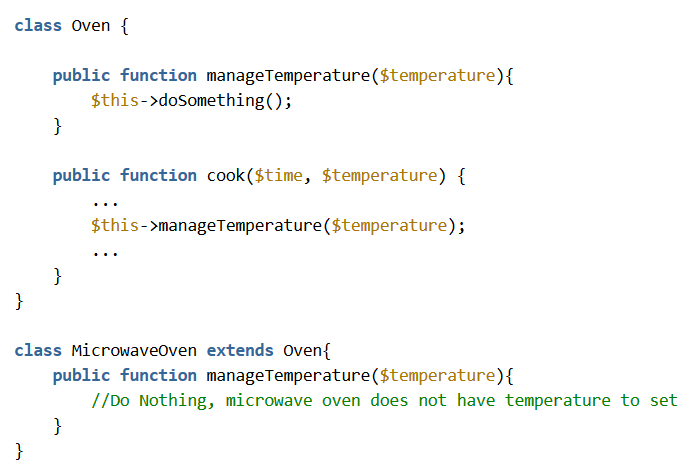 class Oven {
public function manageTemperature($temperature){
$this->doSomething();
}
public function cook($time, $temperature) {
...
$this->manageTemperature($temperature);
...
}
}
class MicrowaveOven extends Oven{
public function manageTemperature($temperature){
//Do Nothing, microwave oven does not have temperature to set
}
}